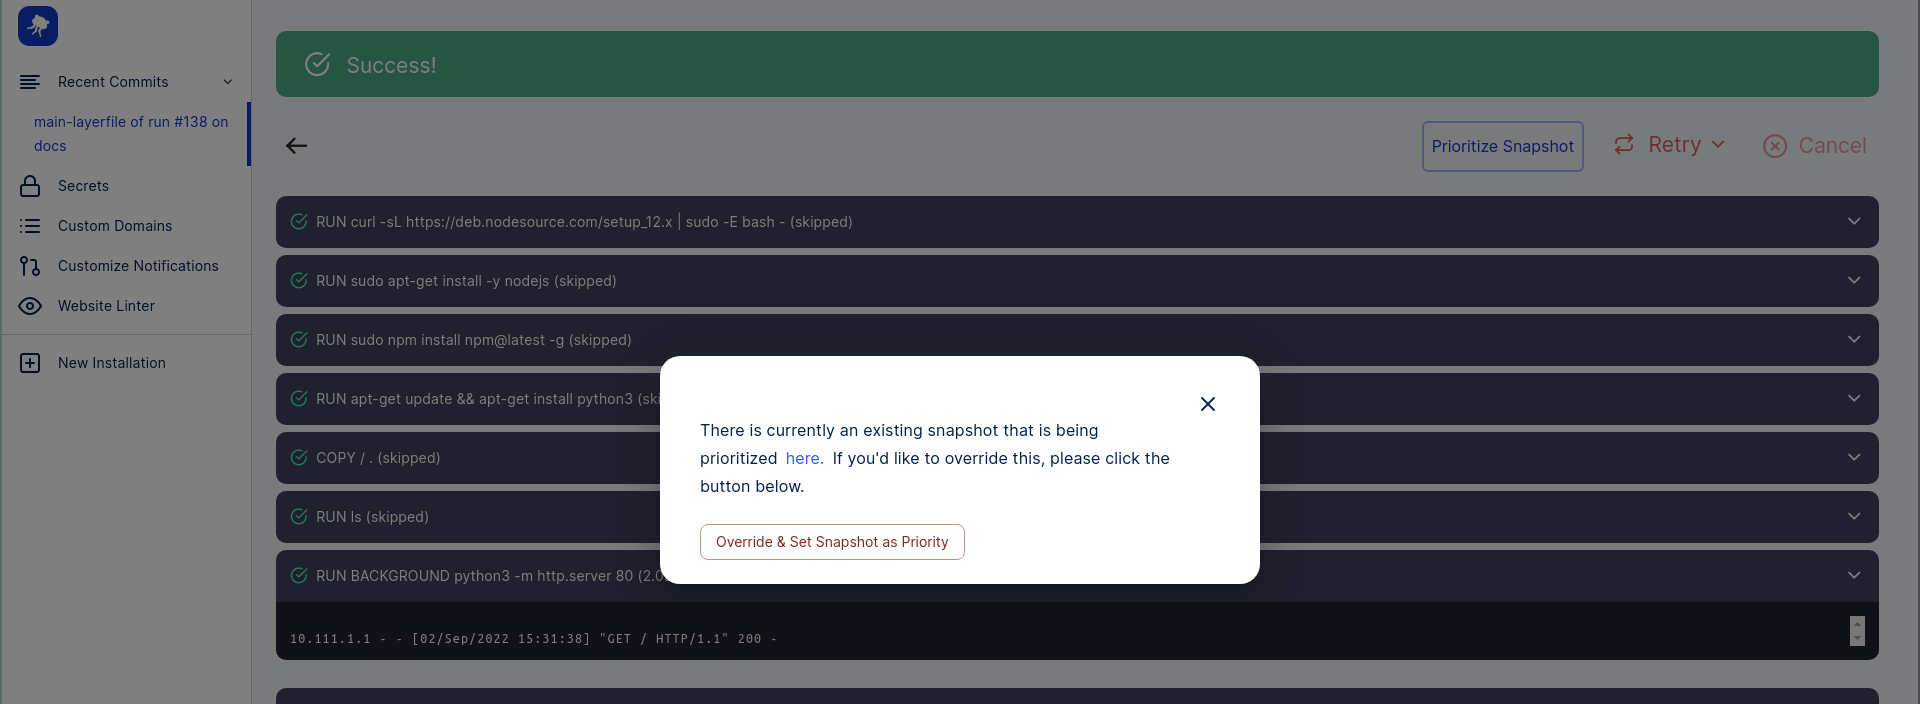 Success!
Recent Commits
main-layerfile of run #138 on
docs
Secrets
Custom Domains
Customize Notifications
Website Linter
New Installation
Prioritize Snapshot
Retry
Cancel
RUN curl -sL https://deb.nodesource.com/setup_12.x | sudo -E bash - (skipped)
RUN sudo apt-get install -y nodejs (skipped)
RUN sudo npm install npm@latest -g (skipped)
RUN apt-get update && apt-get install python3 (ski
COPY / . (skipped)
RUN ls (skipped)
RUN BACKGROUND python3 -m http.server 80 (2.0
10.111.1.1 - - [02/Sep/2022 15:31:38] "GET / HTTP/1.1" 200 -
There is currently an existing snapshot that is being
prioritized here. If you'd like to override this, please click the
button below.
Override & Set Snapshot as Priority